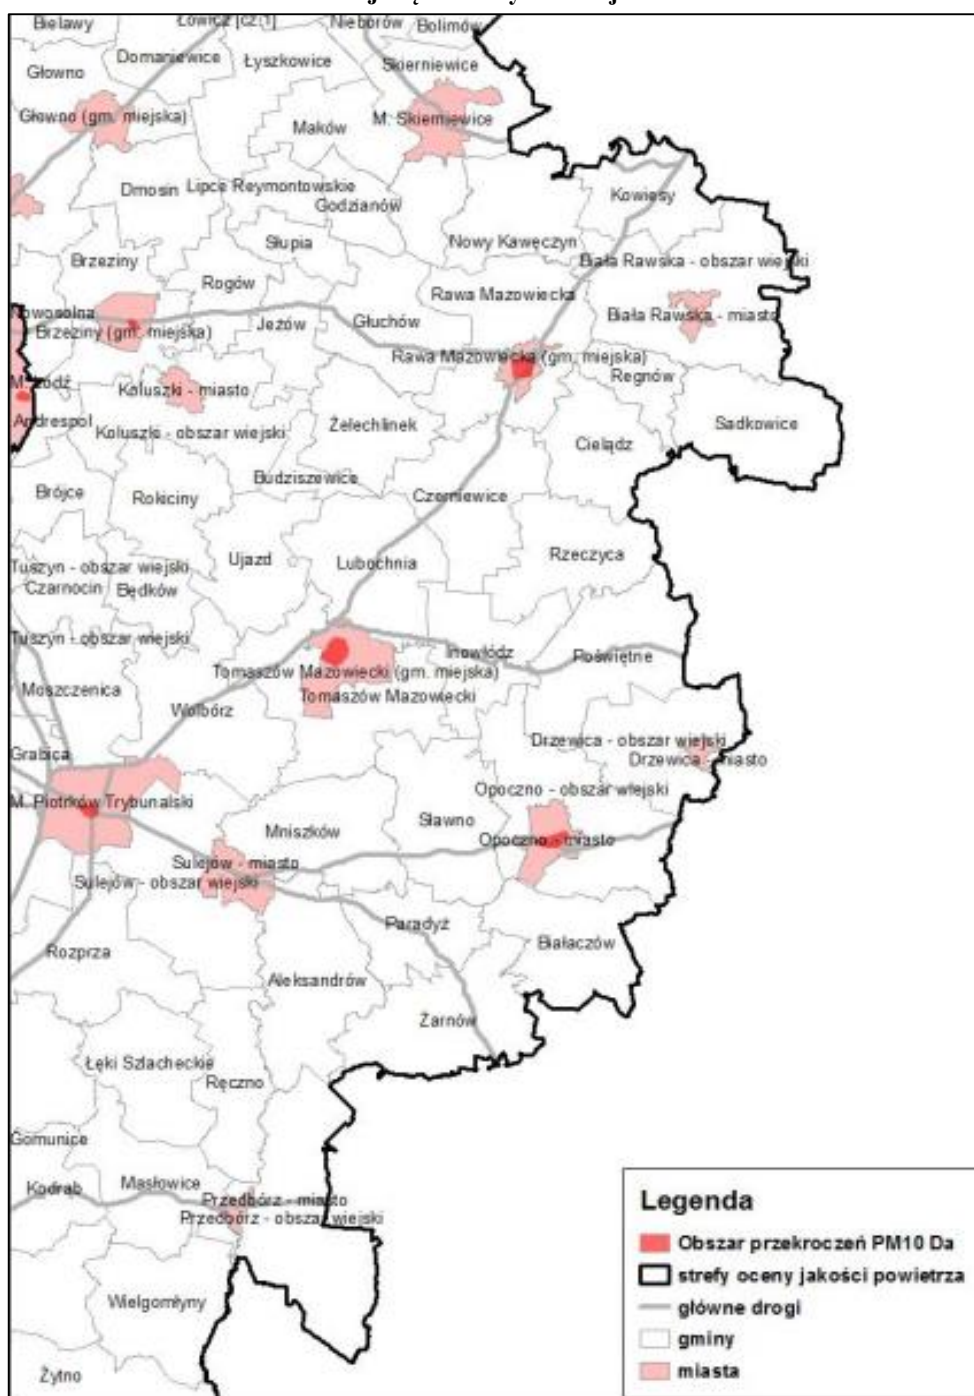 Bielawy
Łowicz [cz.1]
Nieborów
Bolimów
Domaniewice
Łyszkowice
Skierniewice
Głowno
Głowno (gm. miejska)
M. Skierniewice
Maków
Dmosin
Lipce Reymontowskie
Godzianów
Kowiesy
Słupia
Nowy Kawęczyn
Brzeziny
Biała Rawska - obszar wiejski
Rogów
Rawa Mazowiecka
Nowosolna
Jeżów
Głuchów
Biała Rawska - miasto
Brzeziny (gm. miejska)
Rawa Mazowiecka (gm. miejska)
Regnów
M. Łódź
Koluszki - miasto
Andrespol
Koluszki - obszar wiejski
Żelechlinek
Cielądz
Sadkowice
Budziszewice
Brójce
Rokiciny
Czerniewice
Ujazd
Lubochnia
Rzeczyca
Tuszyn - obszar wiejski
Czarnocin
Będków
Tuszyn - obszar wiejski
Inowłódz
Poświętne
Tomaszów Mazowiecki (gm. miejska)
Moszczenica
Tomaszów Mazowiecki
Wolbórz
Drzewica - obszar wiejski
Grabica
Drzewica - miasto
Opoczno - obszar wiejski
M. Piotrków Trybunalski
Mniszków
Sławno
Opoczno - miasto
Sulejów - miasto
Sulejów - obszar wiejski
Paradyż
Białaczów
Rozprza
Aleksandrów
Żarnów
Łęki Szlacheckie
Ręczno
Gomunice
Kodrąb
Masłowice
Przedbórz - miasto
Przedbórz - obszar wiejski
Wielgomłyny
Żytno
Legenda
Obszar przekroczeń PM10 Da
strefy oceny jakości powietrza
główne drogi
gminy
miasta